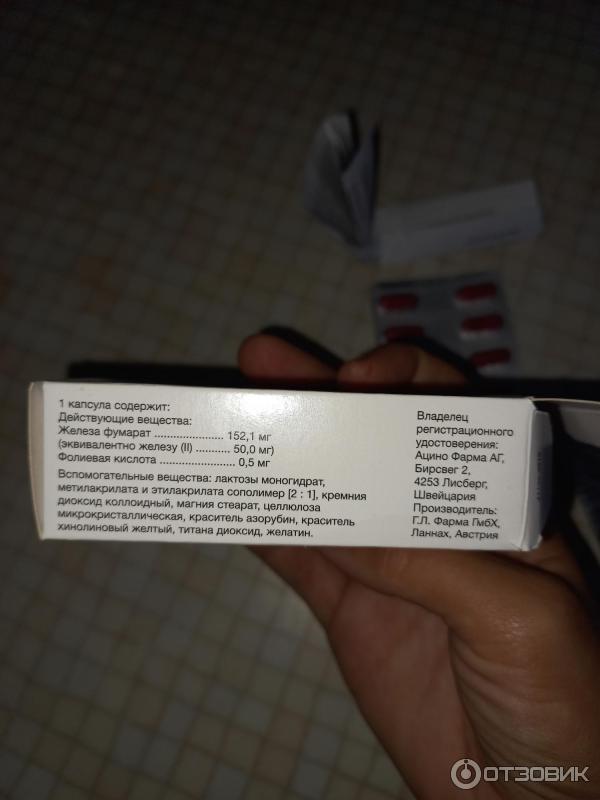 1 капсула содержит:
Действующие вещества:
Железа фумарат ....................... 152,1 мг
(эквивалентно железу (II) ........... 50,0 мг)
Фолиевая кислота ......................... 0,5 мг
Вспомогательные вещества: лактозы моногидрат,
метилакрилата и этилакрилата сополимер [2 : 1], кремния
диоксид коллоидный, магния стеарат, целлюлоза
микрокристаллическая, краситель азорубин, краситель
хинолиновый желтый, титана диоксид, желатин.
Владелец
регистрационного
удостоверения:
Ацино Фарма АГ,
Бирсвег 2,
4253 Лисберг,
Швейцария
Производитель:
Г.Л. Фарма ГмбХ,
Ланнах, Австрия
ОТЗОВИК